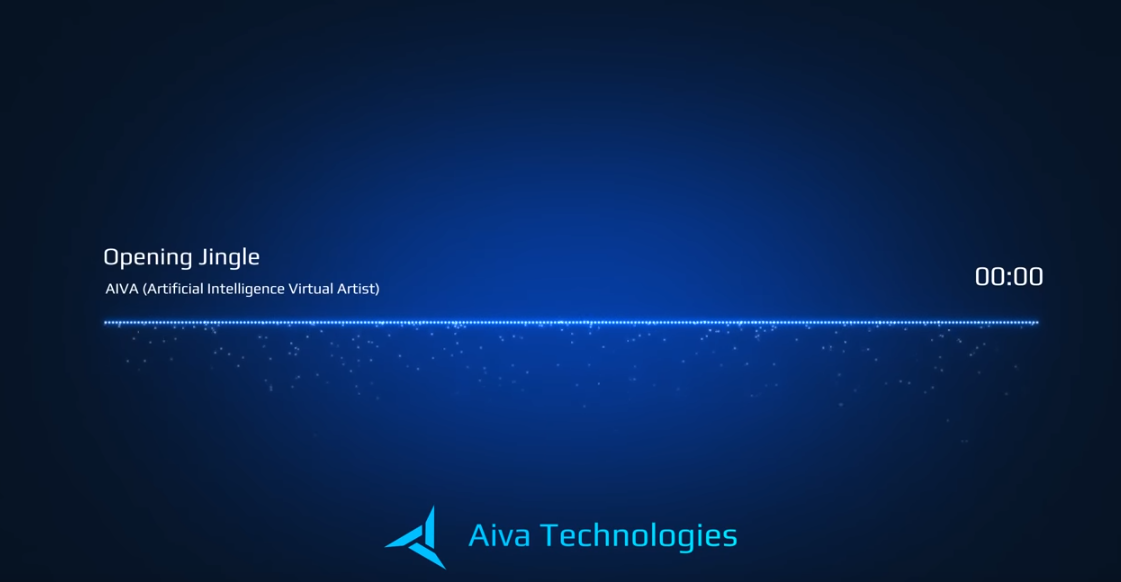 Opening Jingle
AIVA (Artificial Intelligence Virtual Artist)
00:00
Aiva Technologies